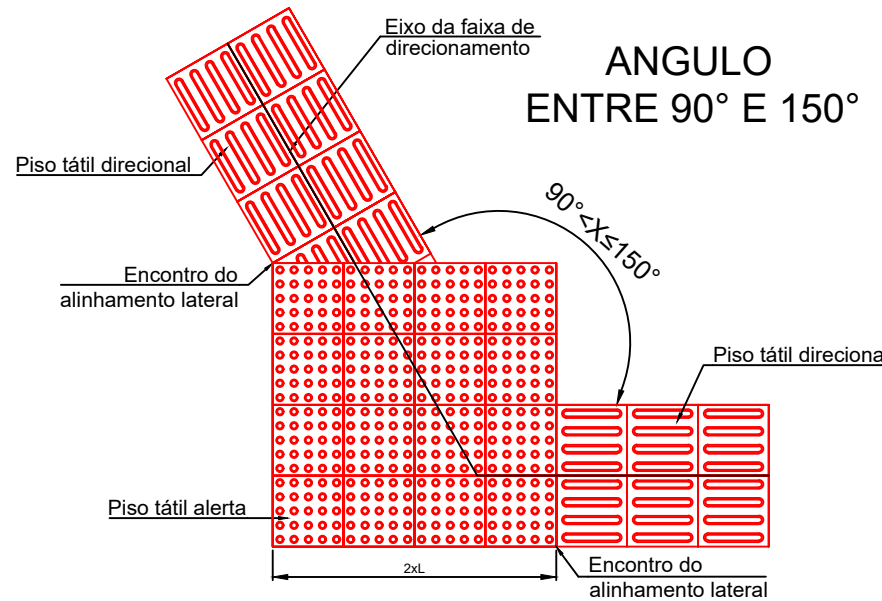 Eixo da faixa de
direcionamento
ANGULO
ENTRE 90° E 150°
Piso tátil direcional
90°<X≤150°
Encontro do
alinhamento lateral
Piso tátil direciona
Piso tátil alerta
2xL
Encontro do
alinhamento lateral